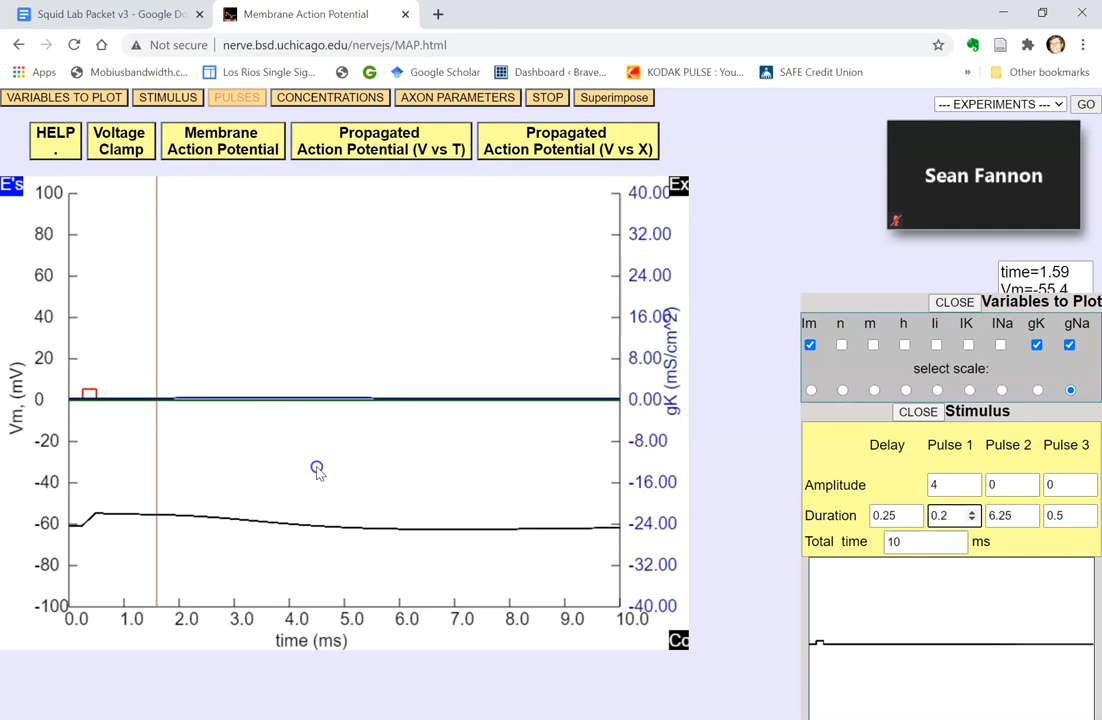 Squid Lab Packet v3 - Google Do
Membrane Action Potential
Not secure
nerve.bsd.uchicago.edu/nervejs/MAP.html
Apps
Mobiusbandwidth.c...
Los Rios Single Sig...
Google Scholar
Dashboard ‹ Brave...
KODAK PULSE : You...
SAFE Credit Union
»
Other bookmarks
VARIABLES TO PLOT
STIMULUS
PULSES
CONCENTRATIONS
AXON PARAMETERS
STOP
Superimpose
--- EXPERIMENTS ---
GO
HELP
.
Voltage
Clamp
Membrane
Action Potential
Propagated
Action Potential (V vs T)
Propagated
Action Potential (V vs X)
Sean Fannon
E's
Ex
100
80
60
40
20
0
-20
-40
-60
-80
-100
Vm, (mV)
40.00
32.00
24.00
16.00
8.00
0.00
-8.00
-16.00
-24.00
-32.00
-40.00
gK (mS/cm^2)
0.0 1.0 2.0 3.0 4.0 5.0 6.0 7.0 8.0 9.0 10.0
time (ms)
Co
time=1.59
Vm=-55.4
CLOSE Variables to Plot
Im n m h Ii IK INa gK gNa
select scale:
CLOSE Stimulus
Delay Pulse 1 Pulse 2 Pulse 3
Amplitude 4 0 0
Duration 0.25 0.2 6.25 0.5
Total time 10 ms